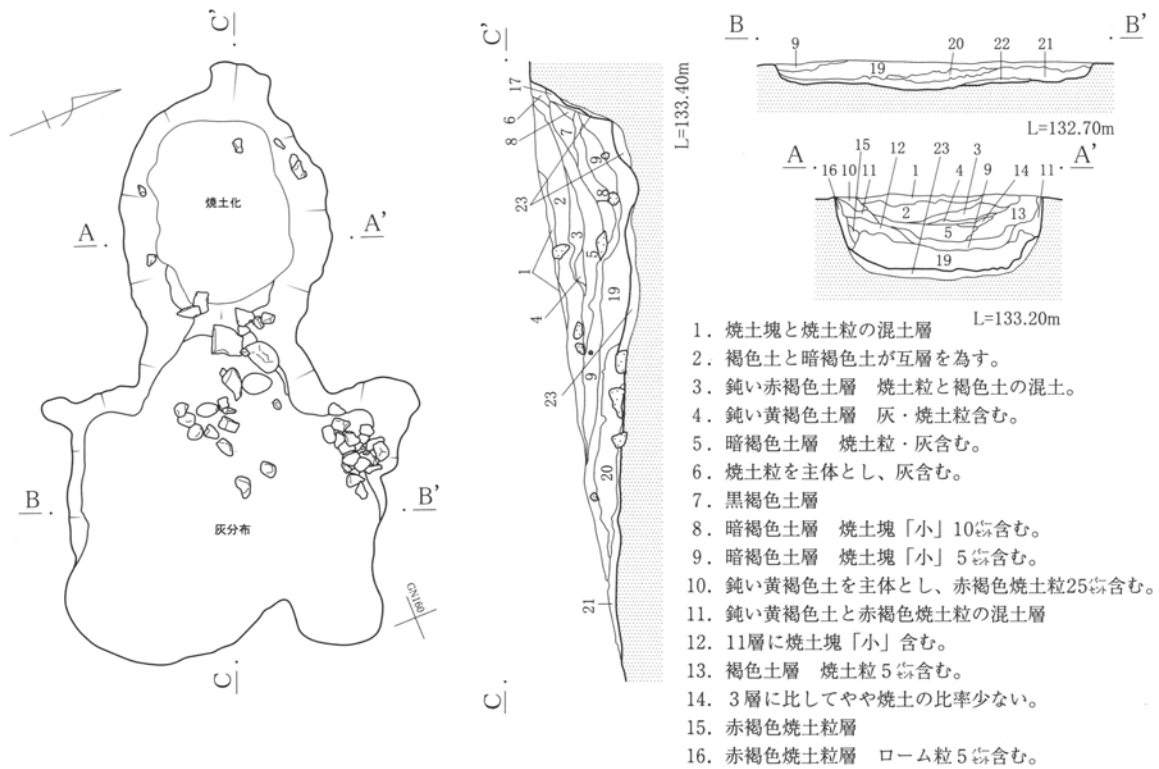 C'
焼土化
A
A'
B
B'
灰分布
GN160
C
C'
L=133.40m
17
6
8
7
9
23
2
8
1
3
5
4
19
9
23
20
21
C
B
B'
9
20
22
21
19
L=132.70m
A
A'
15
12
23
3
16
10
11
1
4
9
14
11
2
13
5
19
L=133.20m
1．焼土塊と焼土粒の混土層
2．褐色土と暗褐色土が互層を為す。
3．鈍い赤褐色土層　焼土粒と褐色土の混土。
4．鈍い黄褐色土層　灰・焼土粒含む。
5．暗褐色土層　焼土粒・灰含む。
6．焼土粒を主体とし、灰含む。
7．黒褐色土層
8．暗褐色土層　焼土塊「小」10㌫含む。
9．暗褐色土層　焼土塊「小」5㌫含む。
10．鈍い黄褐色土を主体とし、赤褐色焼土粒25㌫含む。
11．鈍い黄褐色土と赤褐色焼土粒の混土層
12．11層に焼土塊「小」含む。
13．褐色土層　焼土粒5㌫含む。
14．3層に比してやや焼土の比率少ない。
15．赤褐色焼土粒層
16．赤褐色焼土粒層　ローム粒5㌫含む。